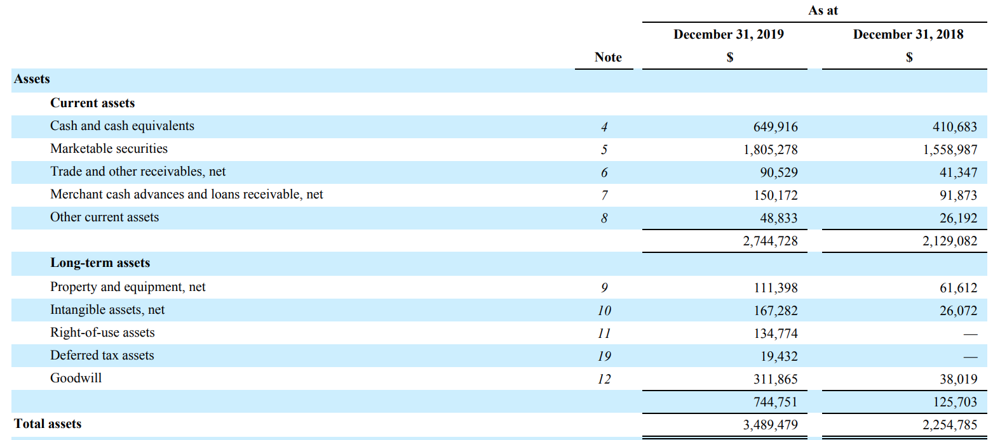 As at
December 31, 2019 December 31, 2018
Note $ $
Assets
Current assets
Cash and cash equivalents 4 649,916 410,683
Marketable securities 5 1,805,278 1,558,987
Trade and other receivables, net 6 90,529 41,347
Merchant cash advances and loans receivable, net 7 150,172 91,873
Other current assets 8 48,833 26,192
2,744,728 2,129,082
Long-term assets
Property and equipment, net 9 111,398 61,612
Intangible assets, net 10 167,282 26,072
Right-of-use assets 11 134,774 —
Deferred tax assets 19 19,432 —
Goodwill 12 311,865 38,019
744,751 125,703
Total assets 3,489,479 2,254,785